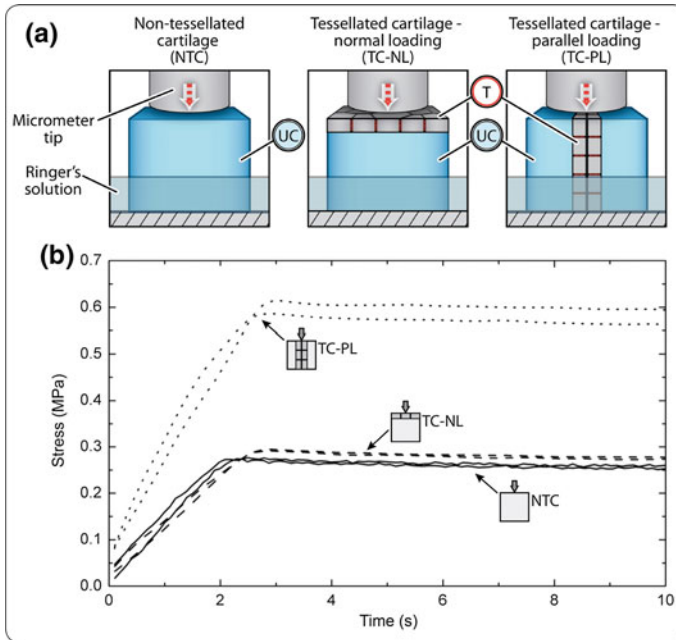 (a)
Non-tessellated
cartilage
(NTC)
Tessellated cartilage -
normal loading
(TC-NL)
Tessellated cartilage -
parallel loading
(TC-PL)
Micrometer
tip
Ringer's
solution
UC
T
UC
(b)
0.7
0.6
0.5
0.4
0.3
0.2
0.1
0.0
Stress (MPa)
TC-PL
TC-NL
NTC
0 2 4 6 8 10
Time (s)